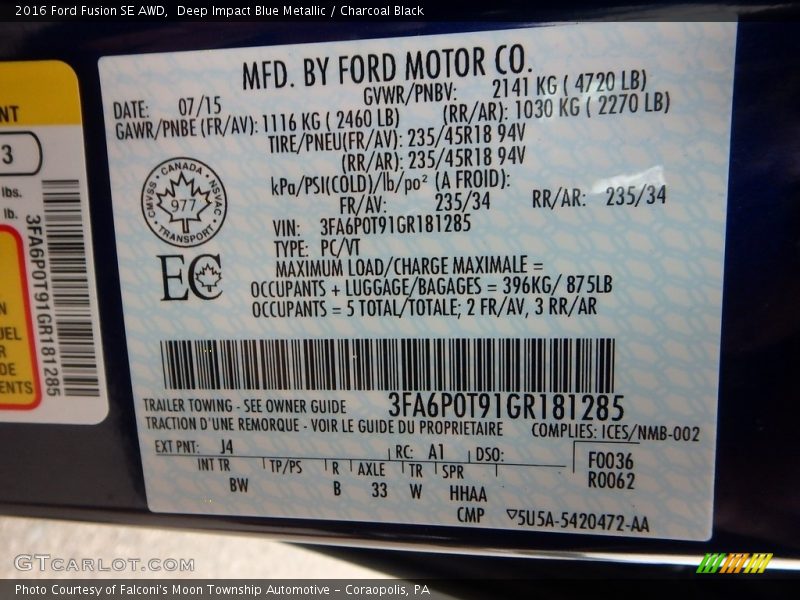 2016 Ford Fusion SE AWD, Deep Impact Blue Metallic / Charcoal Black
MFD. BY FORD MOTOR CO.
DATE: 07/15 GVWR/PNBV: 2141 KG ( 4720 LB)
GAWR/PNBE (FR/AV): 1116 KG ( 2460 LB) (RR/AR): 1030 KG ( 2270 LB)
TIRE/PNEU(FR/AV): 235/45R18 94V
(RR/AR): 235/45R18 94V
kPa/PSI(COLD)/lb/po² (A FROID):
FR/AV: 235/34 RR/AR: 235/34
VIN: 3FA6P0T91GR181285
TYPE: PC/VT
MAXIMUM LOAD/CHARGE MAXIMALE =
OCCUPANTS + LUGGAGE/BAGAGES = 396KG/ 875LB
OCCUPANTS = 5 TOTAL/TOTALE; 2 FR/AV, 3 RR/AR
CANADA
CMVSS NSVAC
977
TRANSPORT
EC
3FA6P0T91GR181285
TRAILER TOWING - SEE OWNER GUIDE
TRACTION D'UNE REMORQUE - VOIR LE GUIDE DU PROPRIETAIRE
COMPLIES: ICES/NMB-002
EXT PNT: J4 RC: A1 DSO:
F0036
R0062
INT TR TP/PS R AXLE TR SPR
BW B 33 W HHAA
CMP 5U5A-5420472-AA
NT
3
lbs.
lb.
3FA6P0T91GR181285
N
UEL
R
DE
ENTS
GTCARLOT.COM
Photo Courtesy of Falconi's Moon Township Automotive – Coraopolis, PA